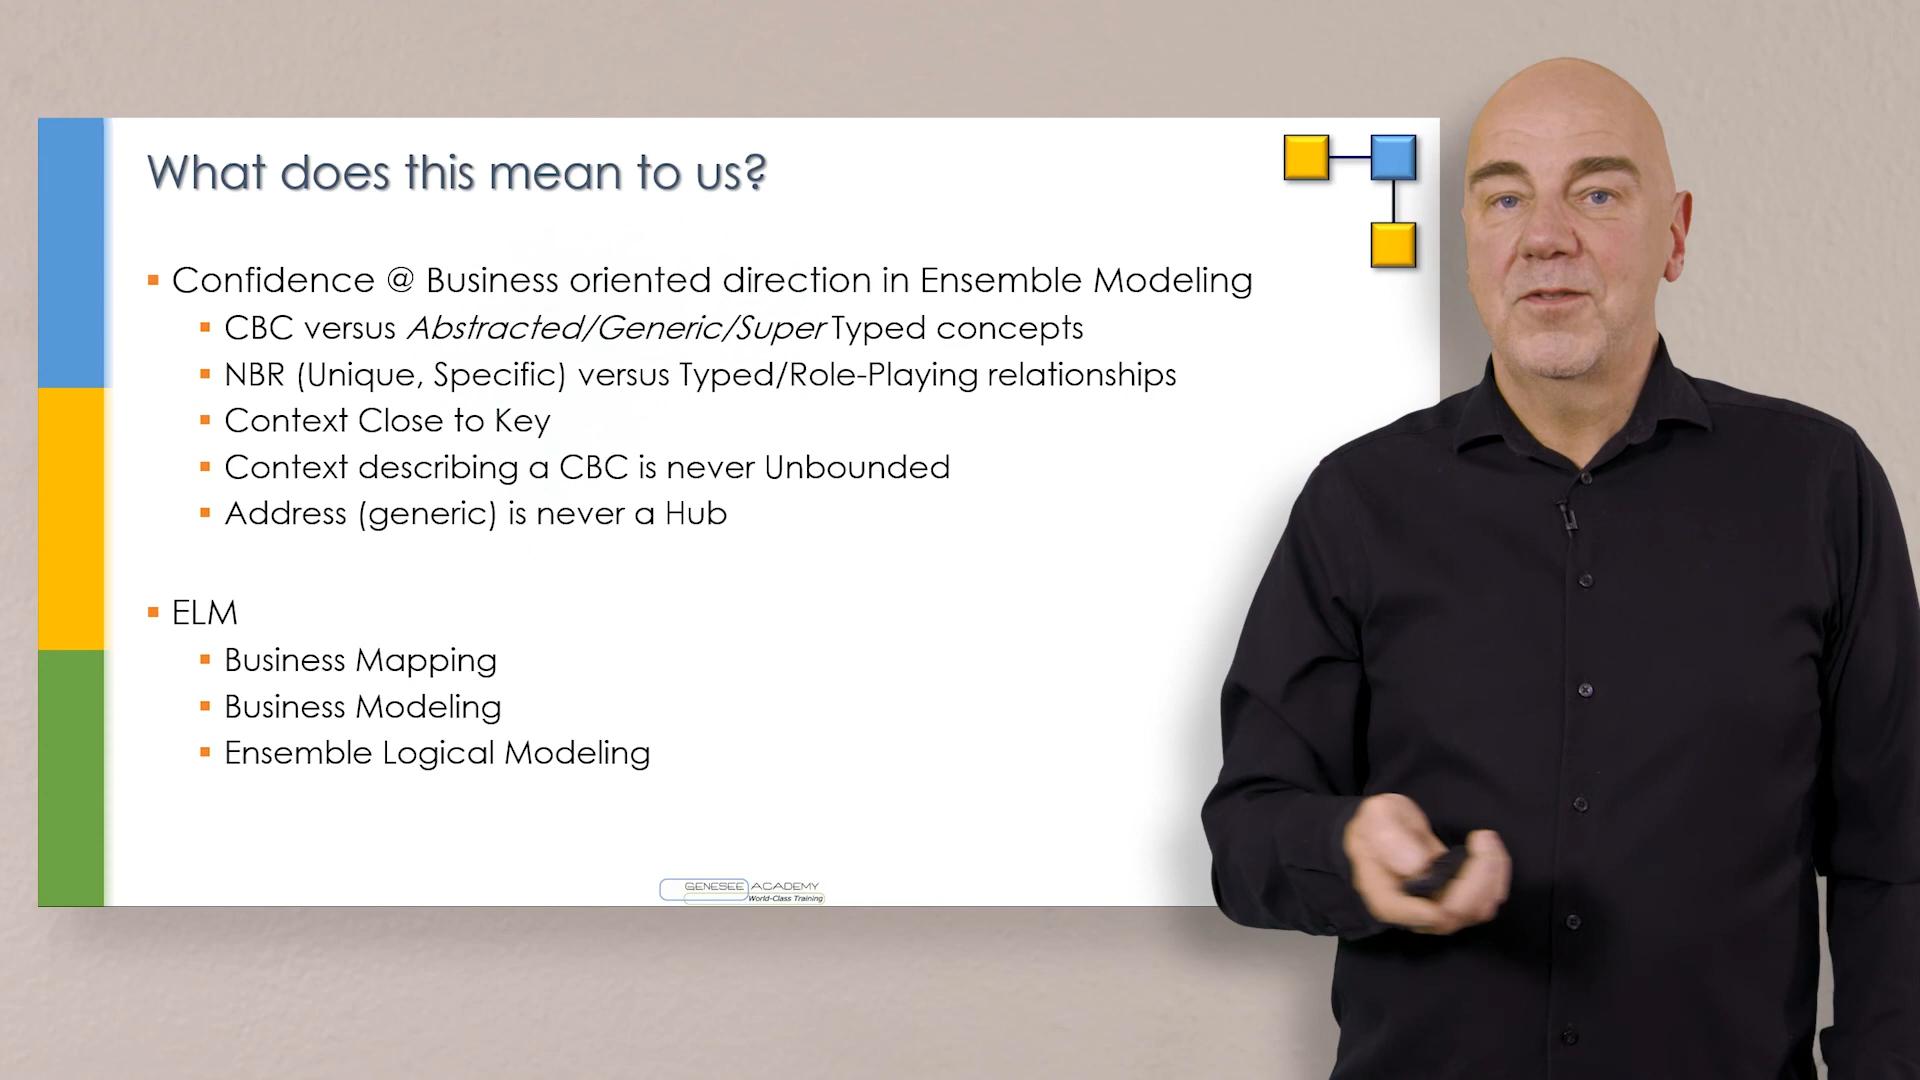 What does this mean to us?
Confidence @ Business oriented direction in Ensemble Modeling
CBC versus Abstracted/Generic/Super Typed concepts
NBR (Unique, Specific) versus Typed/Role-Playing relationships
Context Close to Key
Context describing a CBC is never Unbounded
Address (generic) is never a Hub
ELM
Business Mapping
Business Modeling
Ensemble Logical Modeling
GENESEE ACADEMY
World-Class Training